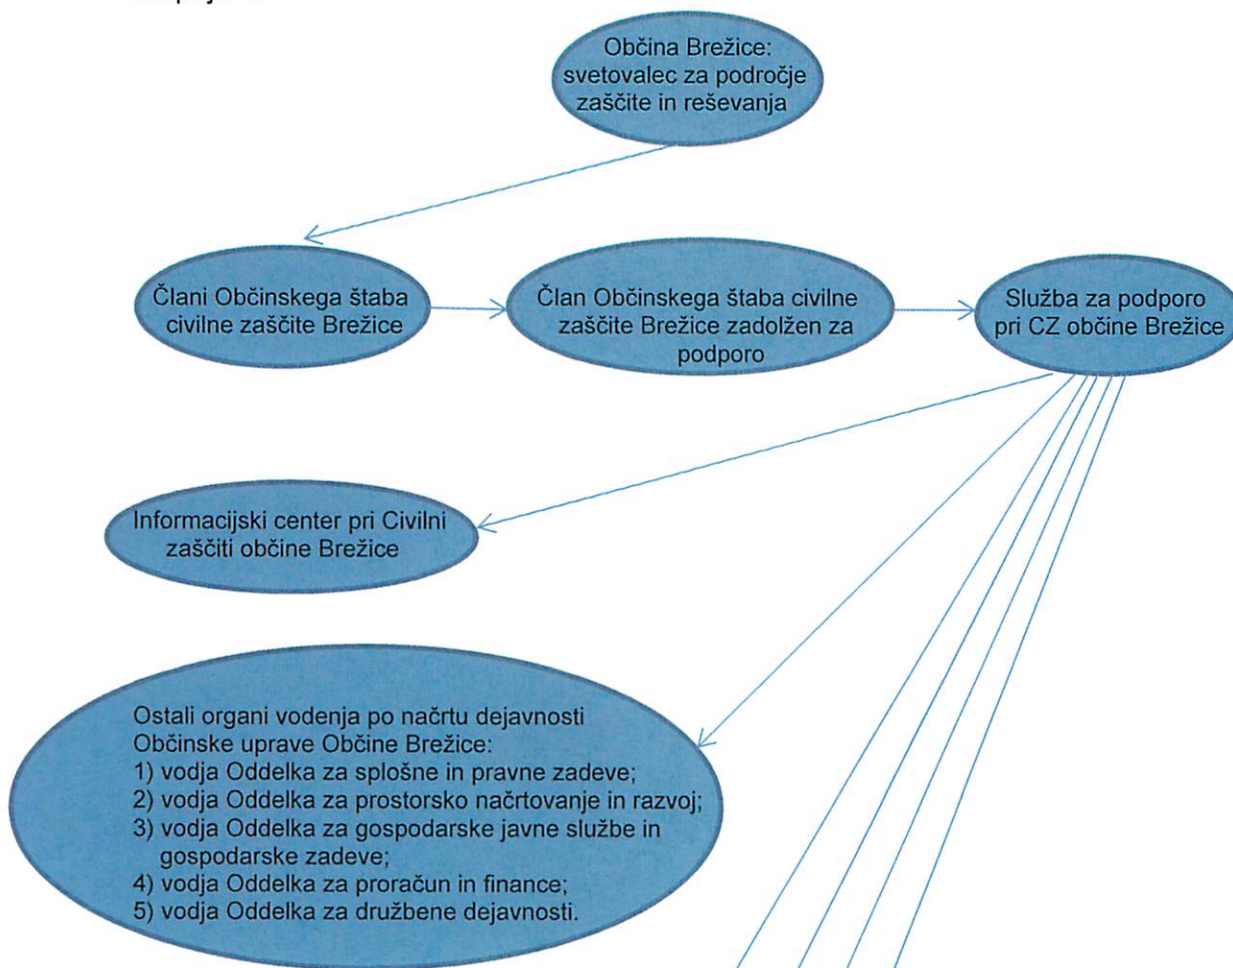 Občina Brežice:
svetovalec za področje
zaščite in reševanja
Člani Občinskega štaba
civilne zaščite Brežice
Član Občinskega štaba civilne
zaščite Brežice zadolžen za
podporo
Služba za podporo
pri CZ občine Brežice
Informacijski center pri Civilni
zaščiti občine Brežice
Ostali organi vodenja po načrtu dejavnosti
Občinske uprave Občine Brežice:
1) vodja Oddelka za splošne in pravne zadeve;
2) vodja Oddelka za prostorsko načrtovanje in razvoj;
3) vodja Oddelka za gospodarske javne službe in
gospodarske zadeve;
4) vodja Oddelka za proračun in finance;
5) vodja Oddelka za družbene dejavnosti.